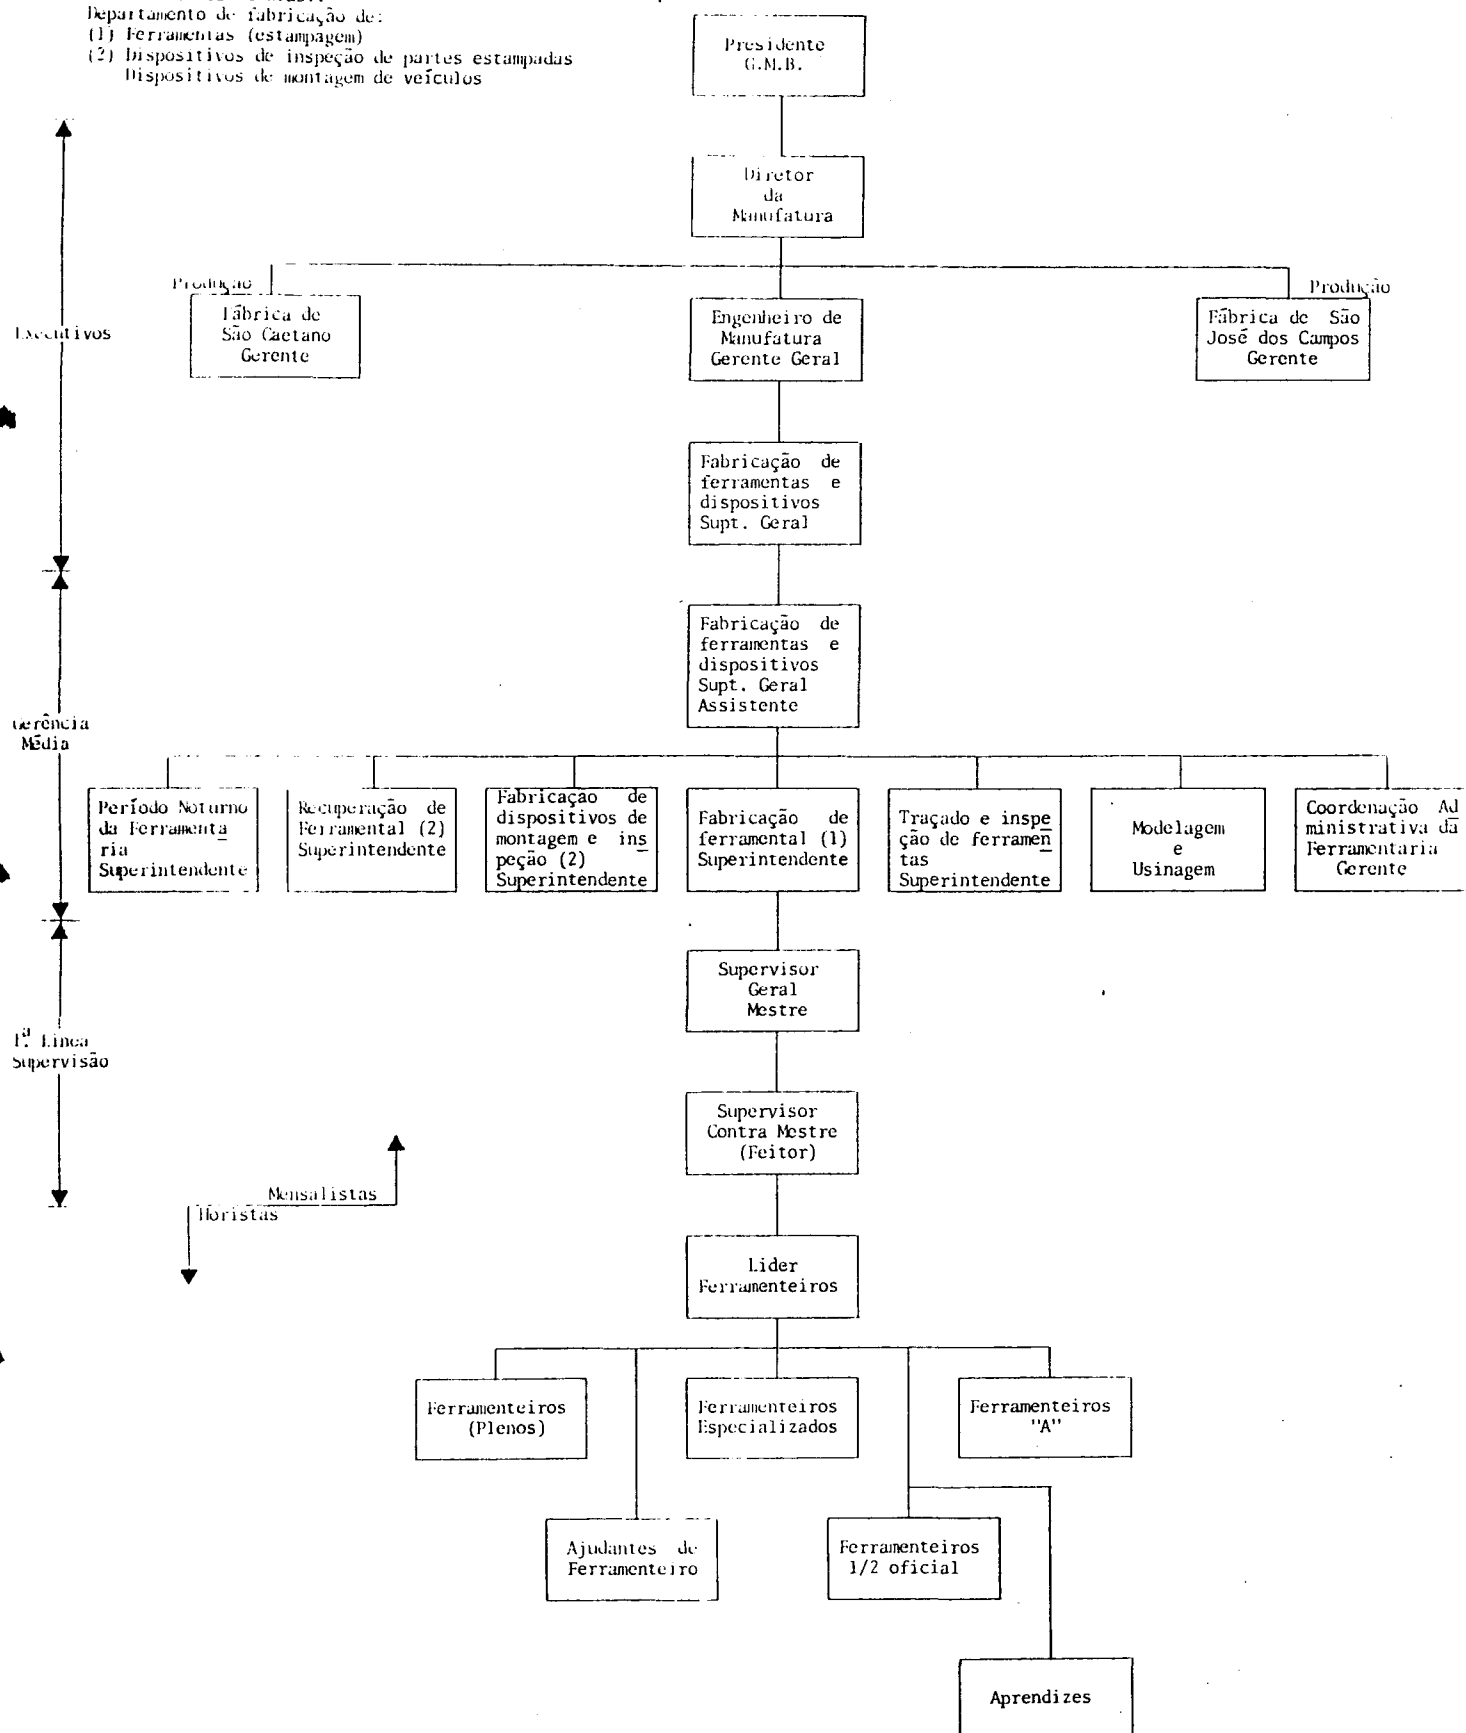 Departamento de fabricação de:
(1) Ferramentas (estampagem)
(2) Dispositivos de inspeção de partes estampadas
Dispositivos de montagem de veículos
Presidente
G.M.B.
Diretor
da
Manufatura
Produção
Fábrica de
São Caetano
Gerente
Engenheiro de
Manufatura
Gerente Geral
Produção
Fábrica de São
José dos Campos
Gerente
Executivos
Fabricação de
ferramentas e
dispositivos
Supt. Geral
Fabricação de
ferramentas e
dispositivos
Supt. Geral
Assistente
Gerência
Média
Período Noturno
da Ferramenta
ria
Superintendente
Recuperação de
Ferramental (2)
Superintendente
Fabricação de
dispositivos de
montagem e ins
peção (2)
Superintendente
Fabricação de
ferramental (1)
Superintendente
Traçado e inspe
ção de ferramen
tas
Superintendente
Modelagem
e
Usinagem
Coordenação Ad
ministrativa da
Ferramentaria
Gerente
Supervisor
Geral
Mestre
1ª Linea
Supervisão
Supervisor
Contra Mestre
(Feitor)
Mensalistas
Horistas
Lider
Ferramenteiros
Ferramenteiros
(Plenos)
Ferramenteiros
Especializados
Ferramenteiros
"A"
Ajudantes de
Ferramenteiro
Ferramenteiros
1/2 oficial
Aprendizes